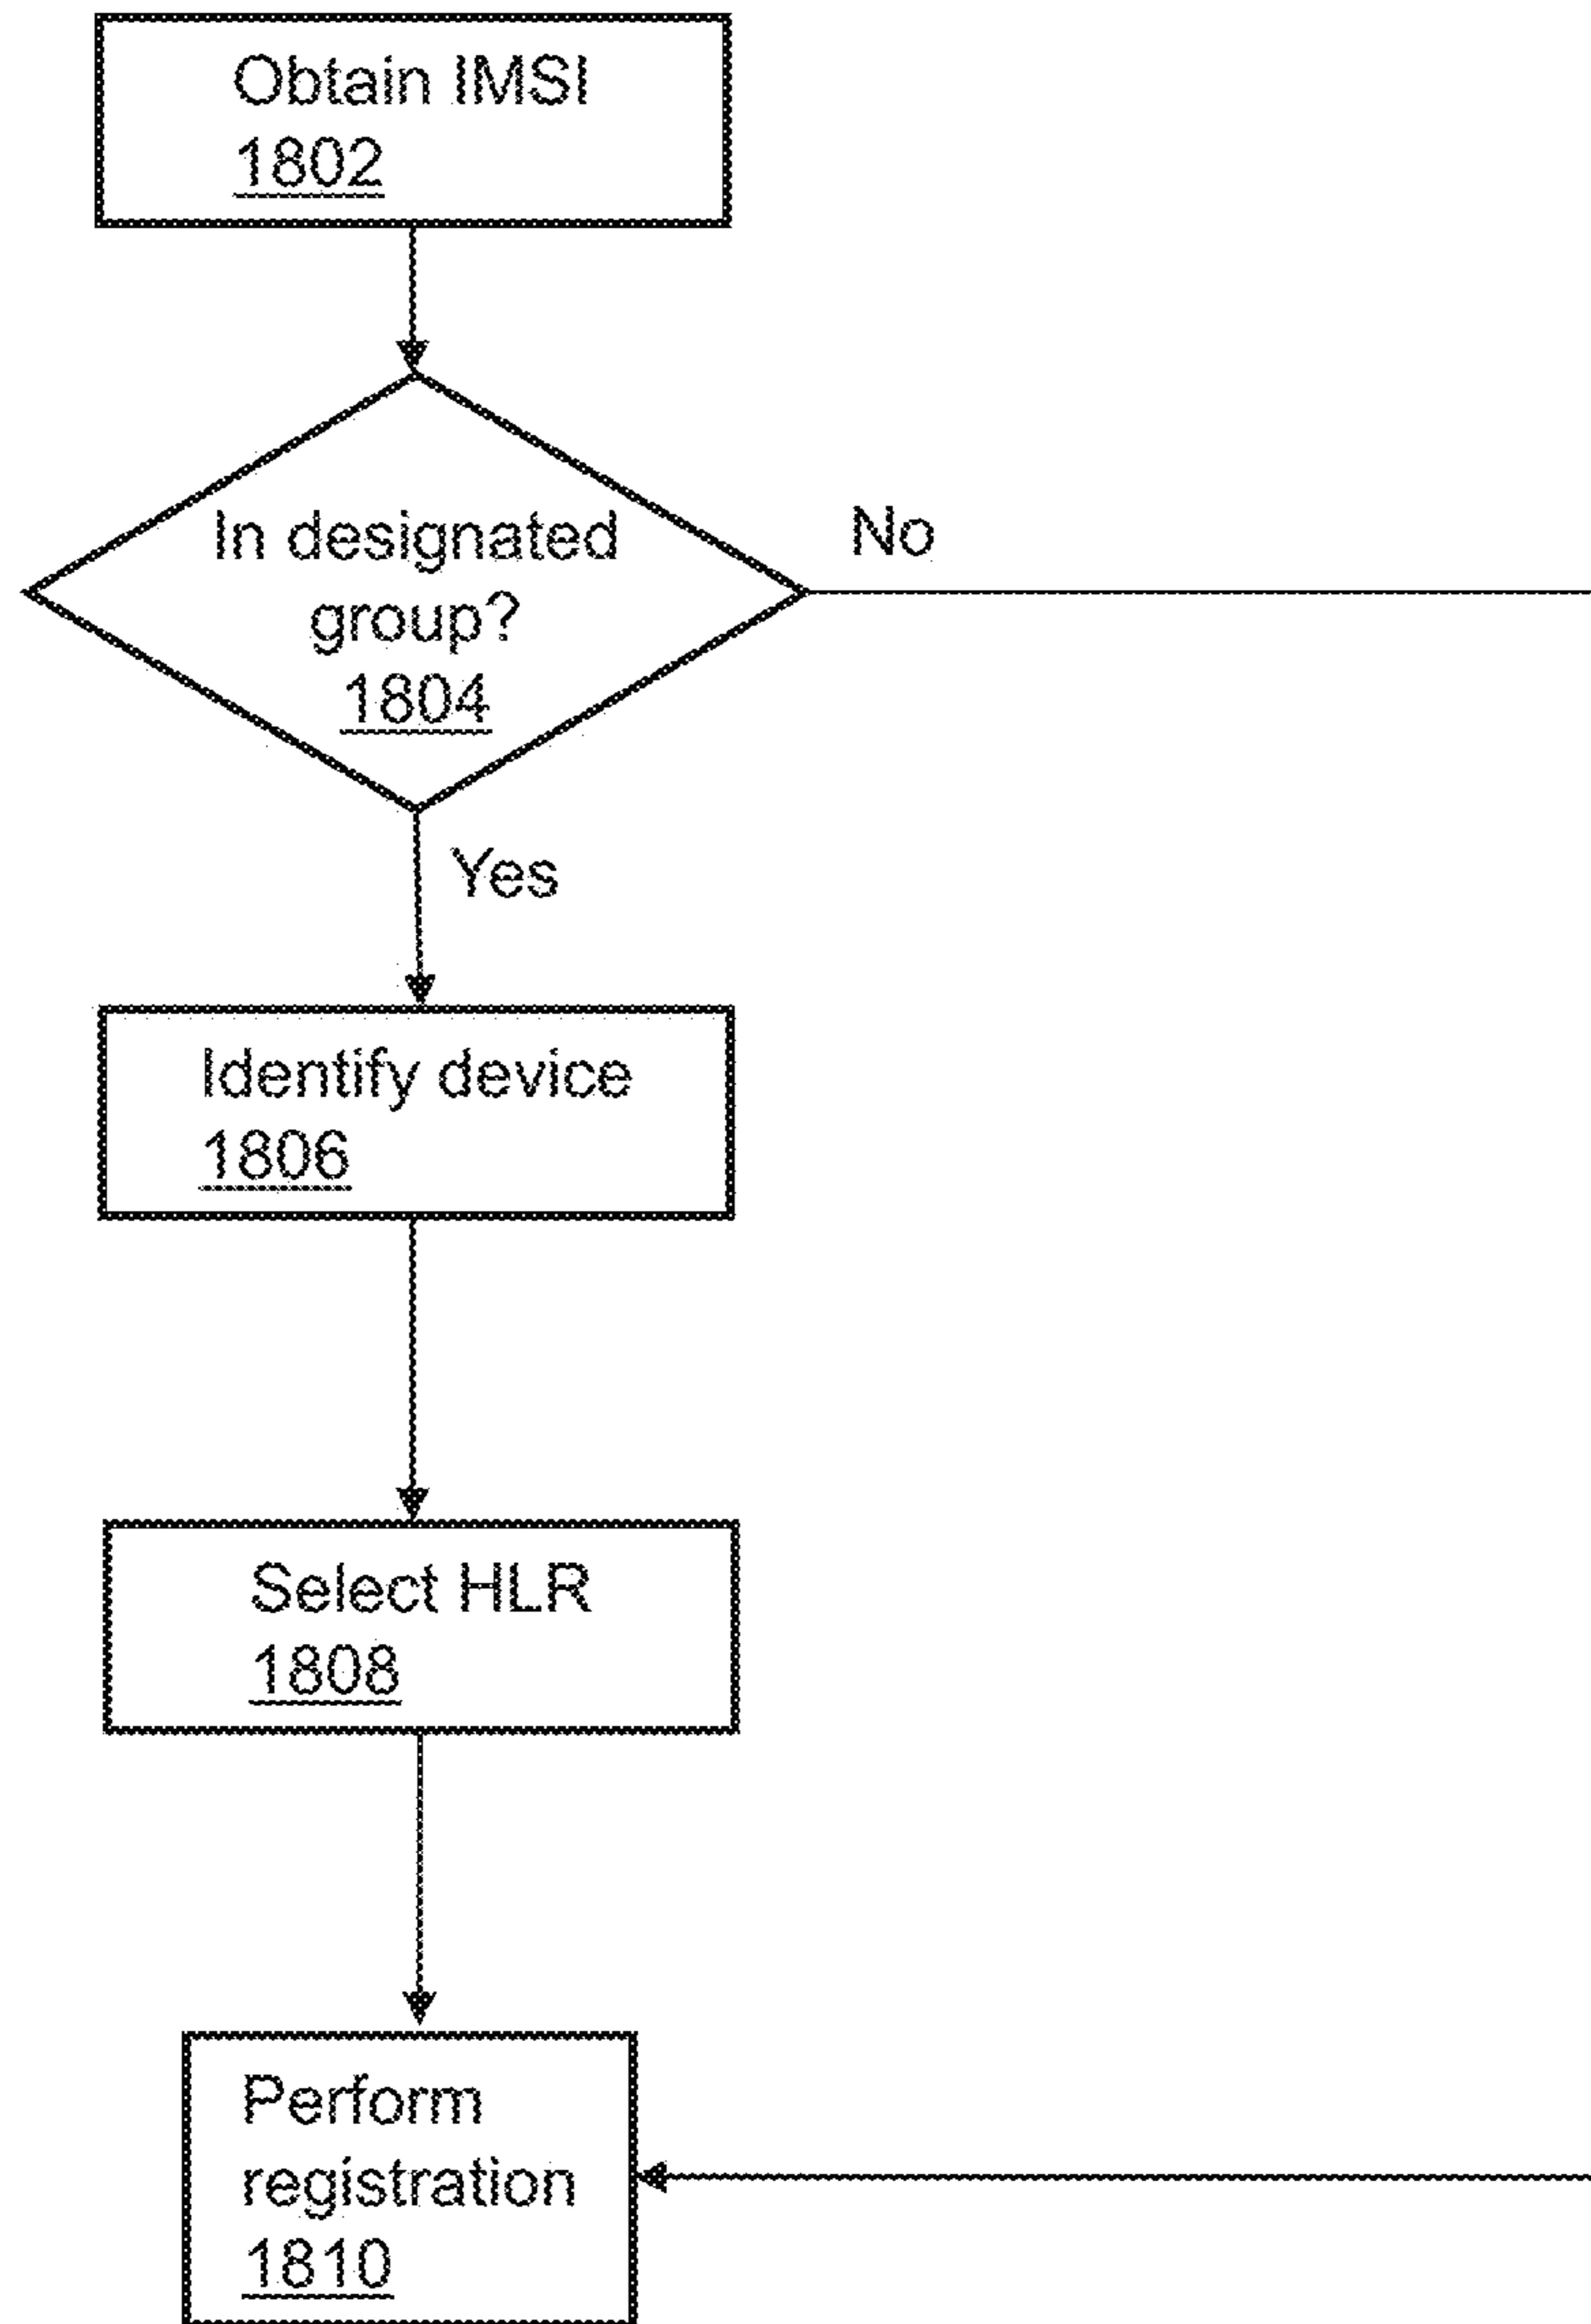 Obtain IMSI
1802
In designated
group?
1804
No
Yes
Identify device
1806
Select HLR
1808
Perform
registration
1810